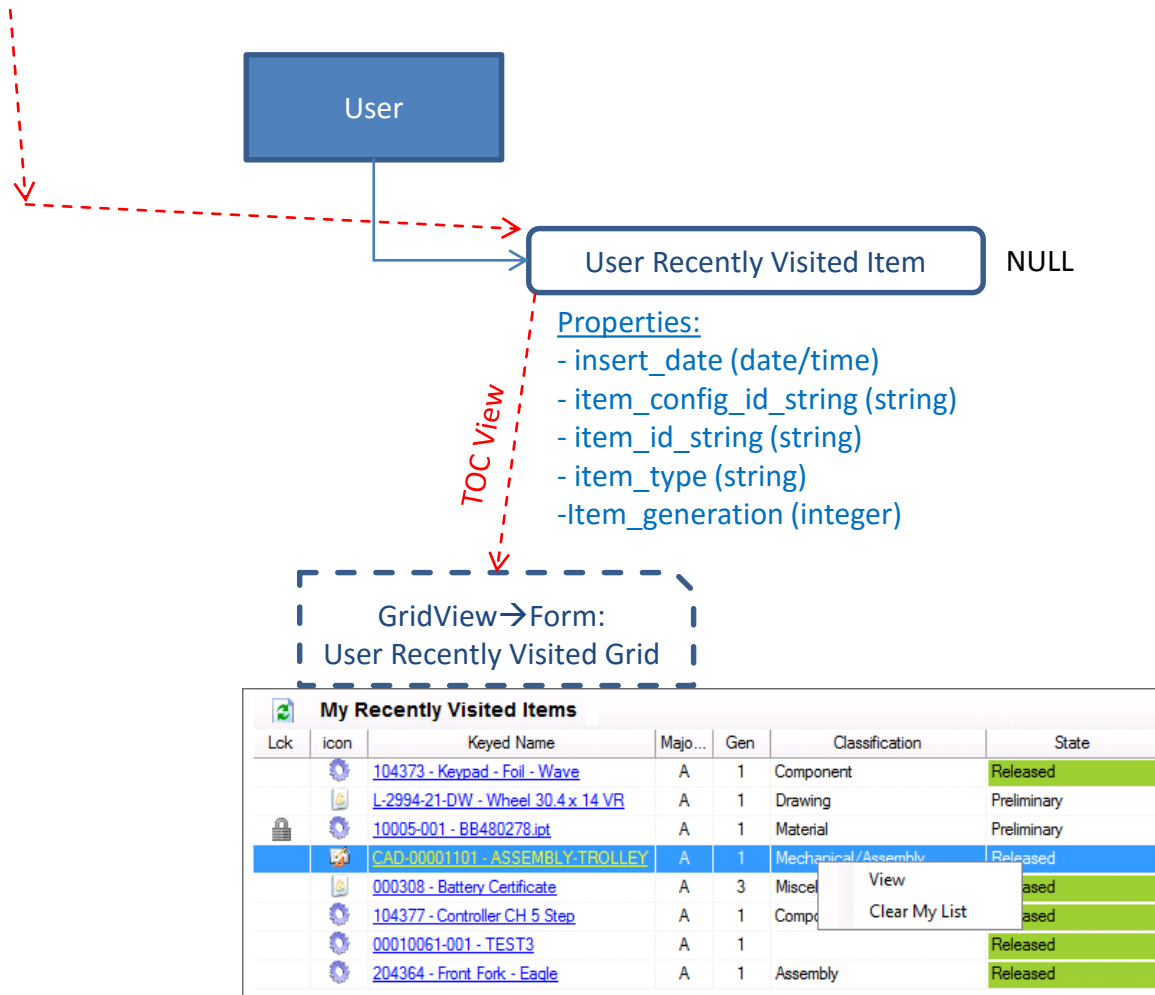 User
User Recently Visited Item NULL
Properties:
- insert_date (date/time)
- item_config_id_string (string)
- item_id_string (string)
- item_type (string)
-Item_generation (integer)
TOC View
GridView→Form:
User Recently Visited Grid
My Recently Visited Items
Lck icon Keyed Name Majo... Gen Classification State
104373 - Keypad - Foil - Wave A 1 Component Released
L-2994-21-DW - Wheel 30.4 x 14 VR A 1 Drawing Preliminary
10005-001 - BB480278.ipt A 1 Material Preliminary
CAD-00001101 - ASSEMBLY-TROLLEY A 1 Mechanical/Assembly Released
000308 - Battery Certificate A 3 Miscel View ased
104377 - Controller CH 5 Step A 1 Compo Clear My List ased
00010061-001 - TEST3 A 1 Released
204364 - Front Fork - Eagle A 1 Assembly Released